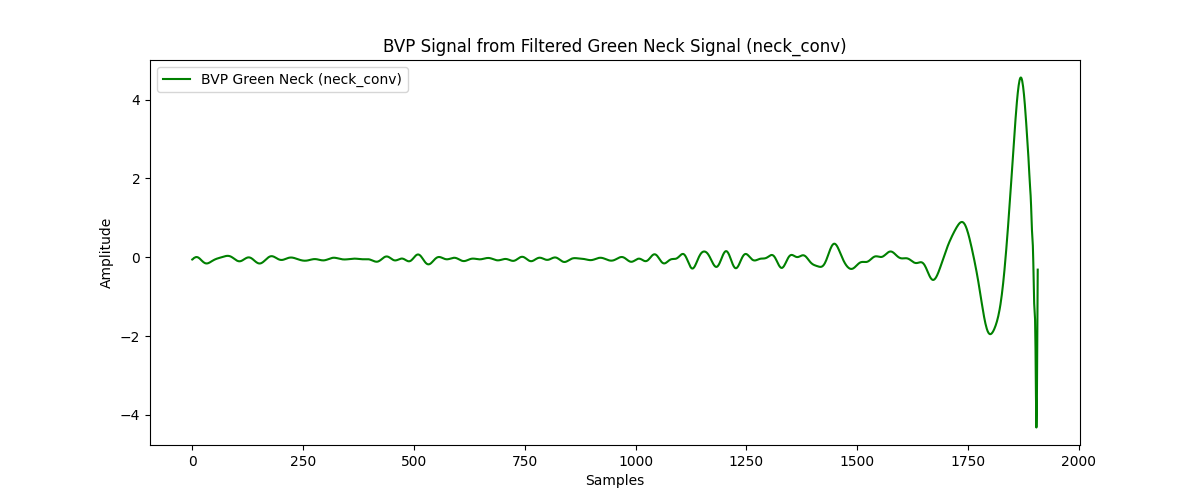 BVP Signal from Filtered Green Neck Signal (neck_conv)
BVP Green Neck (neck_conv)
Amplitude
4
2
0
−2
−4
0 250 500 750 1000 1250 1500 1750 2000
Samples